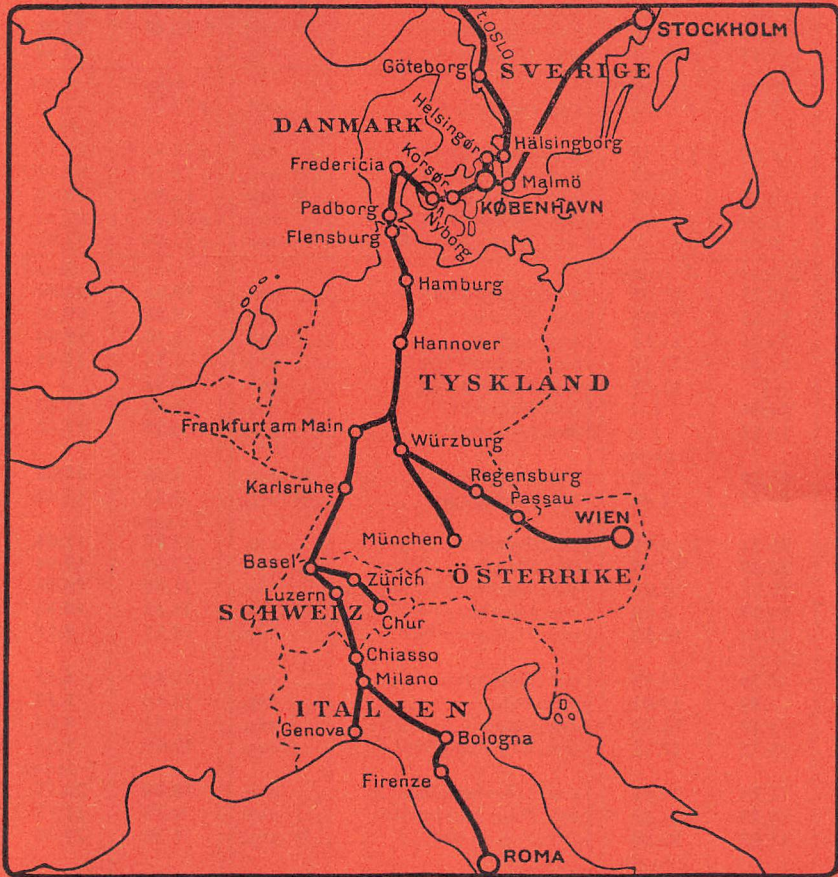 t. OSLO
STOCKHOLM
Göteborg
SVERIGE
Helsingør
DANMARK
Hälsingborg
Korsør
Fredericia
Malmö
Padborg
KØBENHAVN
Nyborg
Flensburg
Hamburg
Hannover
TYSKLAND
Frankfurt am Main
Würzburg
Regensburg
Karlsruhe
Passau
WIEN
München
Basel
Zürich
ÖSTERRIKE
Luzern
SCHWEIZ
Chur
Chiasso
Milano
ITALIEN
Genova
Bologna
Firenze
ROMA